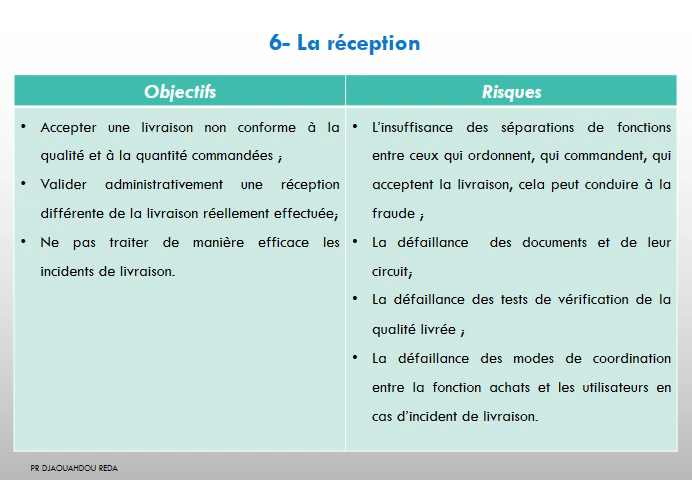 6- La réception
Objectifs
Risques
• Accepter une livraison non conforme à la
qualité et à la quantité commandées ;
• Valider administrativement une réception
différente de la livraison réellement effectuée;
• Ne pas traiter de manière efficace les
incidents de livraison.
• L'insuffisance des séparations de fonctions
entre ceux qui ordonnent, qui commandent, qui
acceptent la livraison, cela peut conduire à la
fraude ;
• La défaillance des documents et de leur
circuit;
• La défaillance des tests de vérification de la
qualité livrée ;
• La défaillance des modes de coordination
entre la fonction achats et les utilisateurs en
cas d'incident de livraison.
PR DJAOUAHDOU REDA